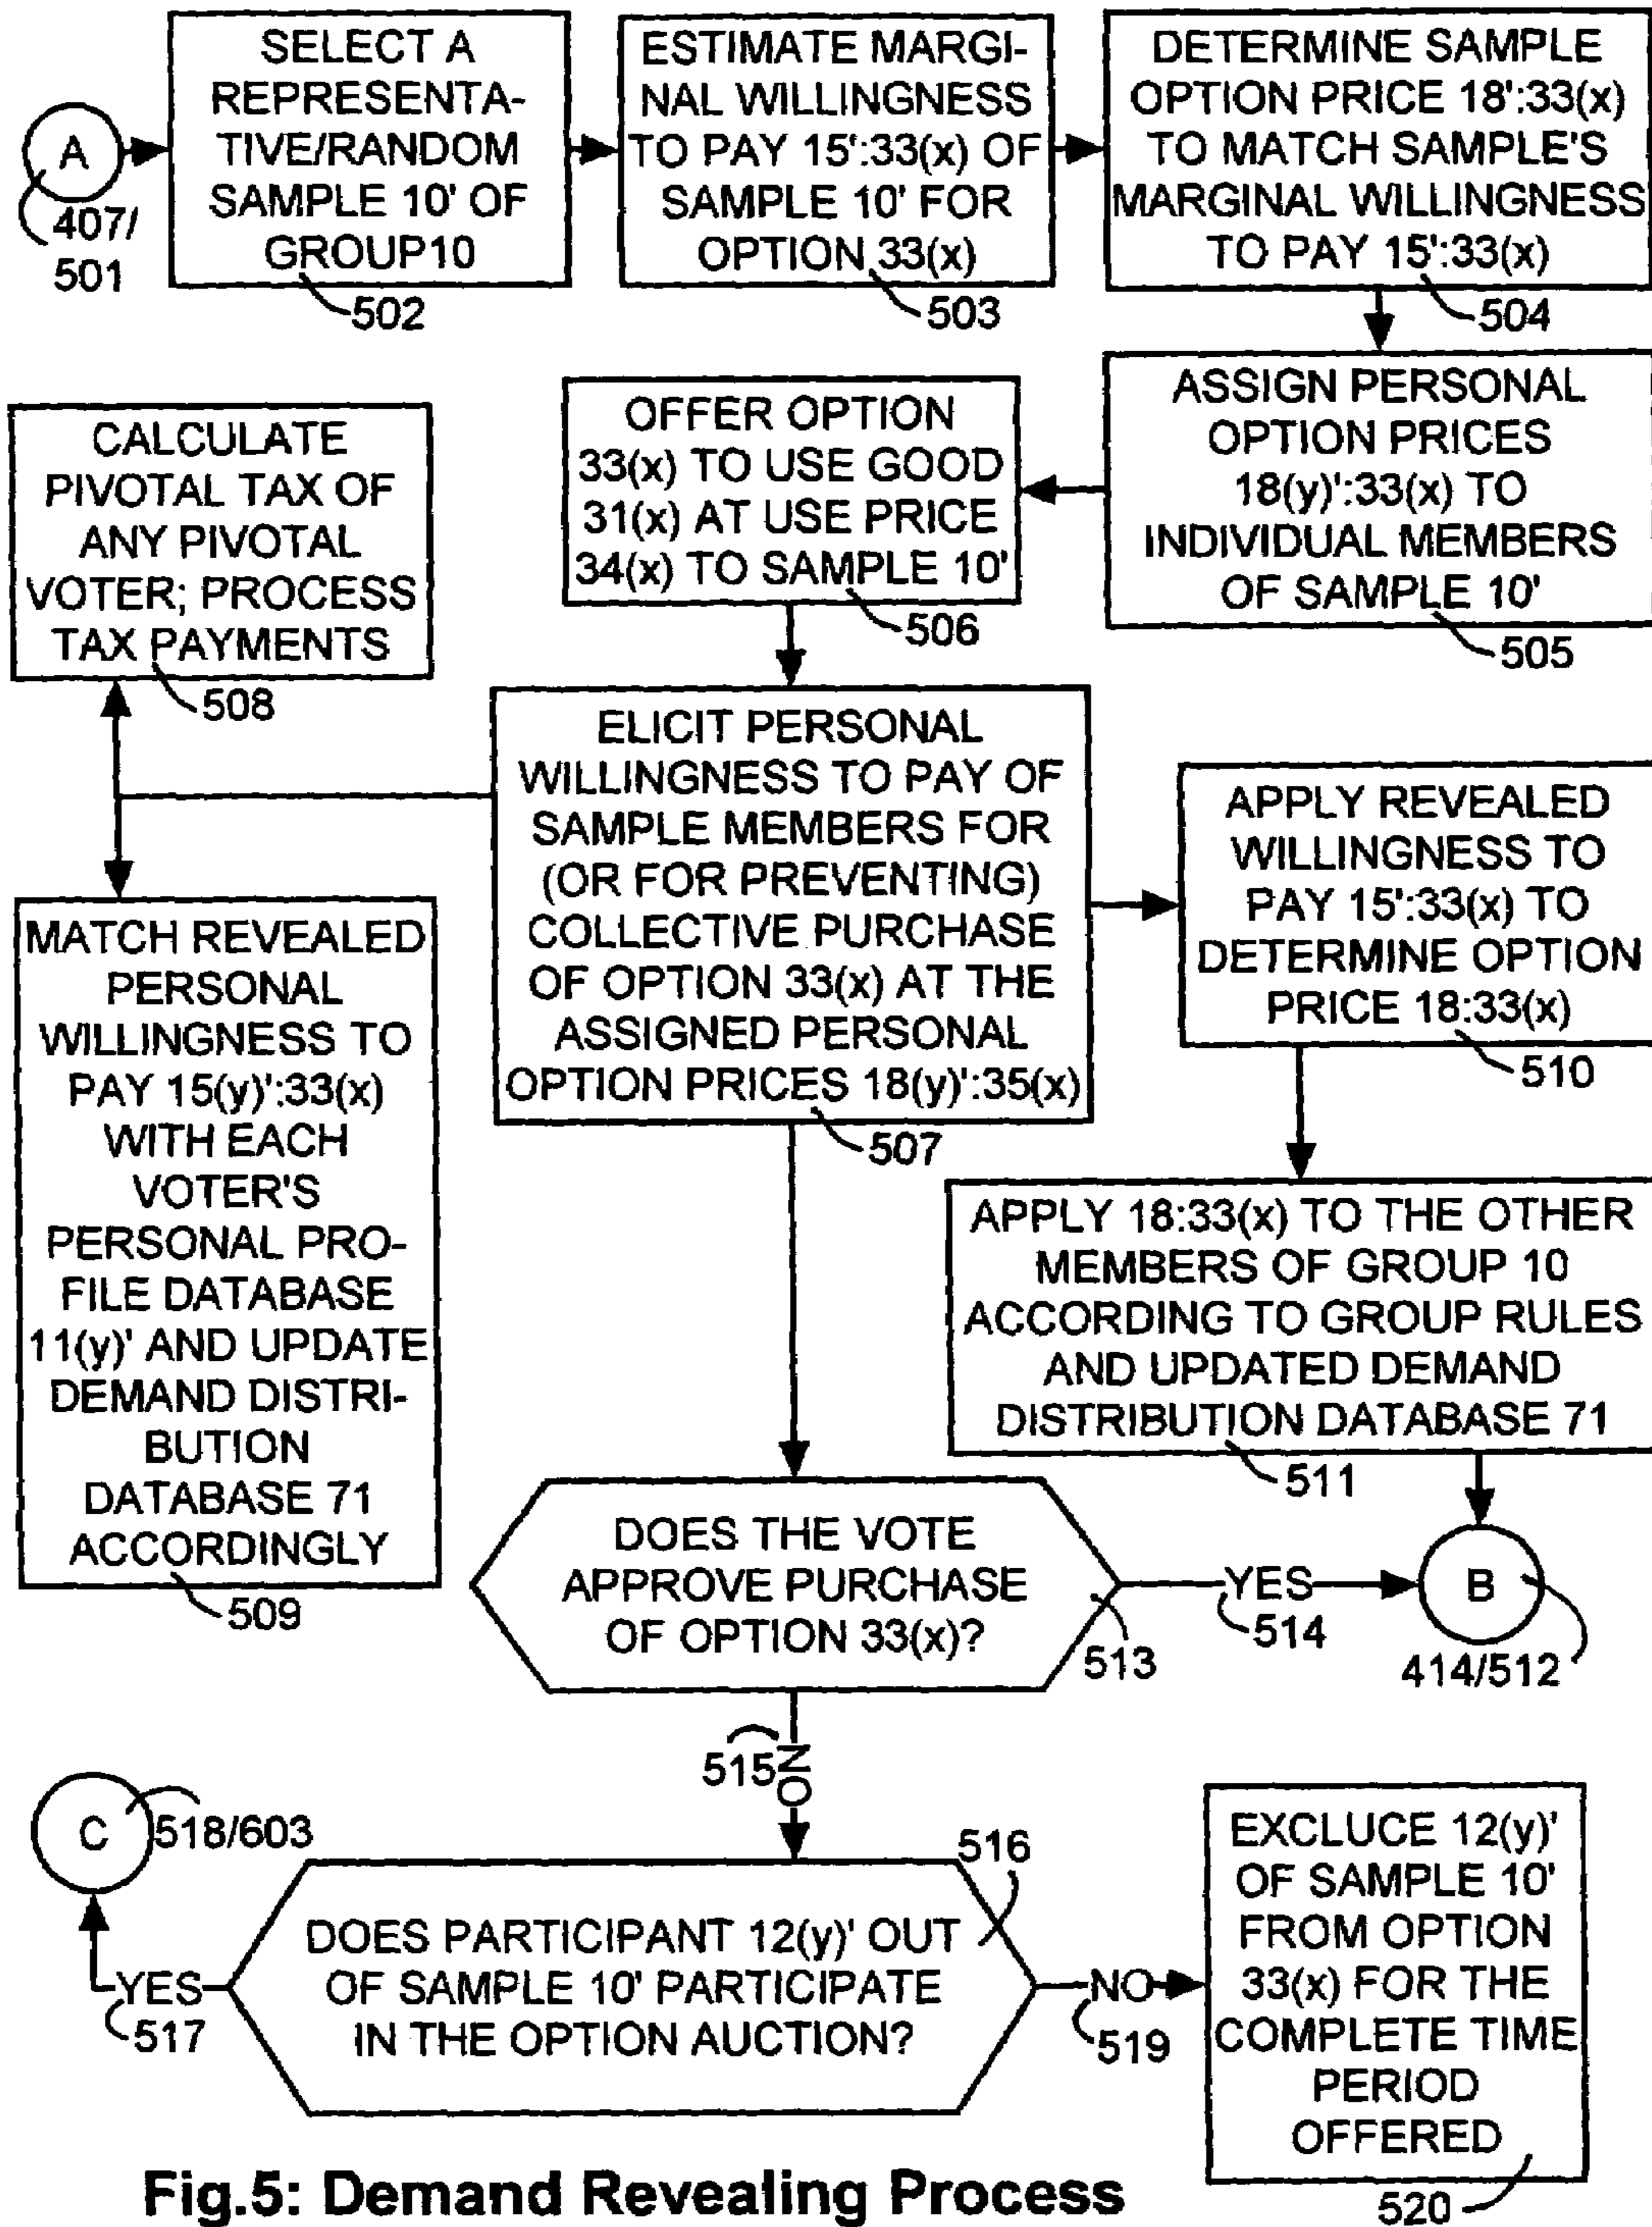 A
407/
501
SELECT A
REPRESENTA-
TIVE/RANDOM
SAMPLE 10' OF
GROUP10
502
ESTIMATE MARGI-
NAL WILLINGNESS
TO PAY 15':33(x) OF
SAMPLE 10' FOR
OPTION 33(x)
503
DETERMINE SAMPLE
OPTION PRICE 18':33(x)
TO MATCH SAMPLE'S
MARGINAL WILLINGNESS
TO PAY 15':33(x)
504
ASSIGN PERSONAL
OPTION PRICES
18(y)':33(x) TO
INDIVIDUAL MEMBERS
OF SAMPLE 10'
505
OFFER OPTION
33(x) TO USE GOOD
31(x) AT USE PRICE
34(x) TO SAMPLE 10'
506
CALCULATE
PIVOTAL TAX OF
ANY PIVOTAL
VOTER; PROCESS
TAX PAYMENTS
508
ELICIT PERSONAL
WILLINGNESS TO PAY OF
SAMPLE MEMBERS FOR
(OR FOR PREVENTING)
COLLECTIVE PURCHASE
OF OPTION 33(x) AT THE
ASSIGNED PERSONAL
OPTION PRICES 18(y)':35(x)
507
APPLY REVEALED
WILLINGNESS TO
PAY 15':33(x) TO
DETERMINE OPTION
PRICE 18:33(x)
510
MATCH REVEALED
PERSONAL
WILLINGNESS TO
PAY 15(y)':33(x)
WITH EACH
VOTER'S
PERSONAL PRO-
FILE DATABASE
11(y)' AND UPDATE
DEMAND DISTRI-
BUTION
DATABASE 71
ACCORDINGLY
509
APPLY 18:33(x) TO THE OTHER
MEMBERS OF GROUP 10
ACCORDING TO GROUP RULES
AND UPDATED DEMAND
DISTRIBUTION DATABASE 71
511
DOES THE VOTE
APPROVE PURCHASE
OF OPTION 33(x)?
513
YES
514
B
414/512
515
NO
C
518/603
516
DOES PARTICIPANT 12(y)' OUT
OF SAMPLE 10' PARTICIPATE
IN THE OPTION AUCTION?
YES
517
NO
519
EXCLUCE 12(y)'
OF SAMPLE 10'
FROM OPTION
33(x) FOR THE
COMPLETE TIME
PERIOD
OFFERED
520
Fig.5: Demand Revealing Process